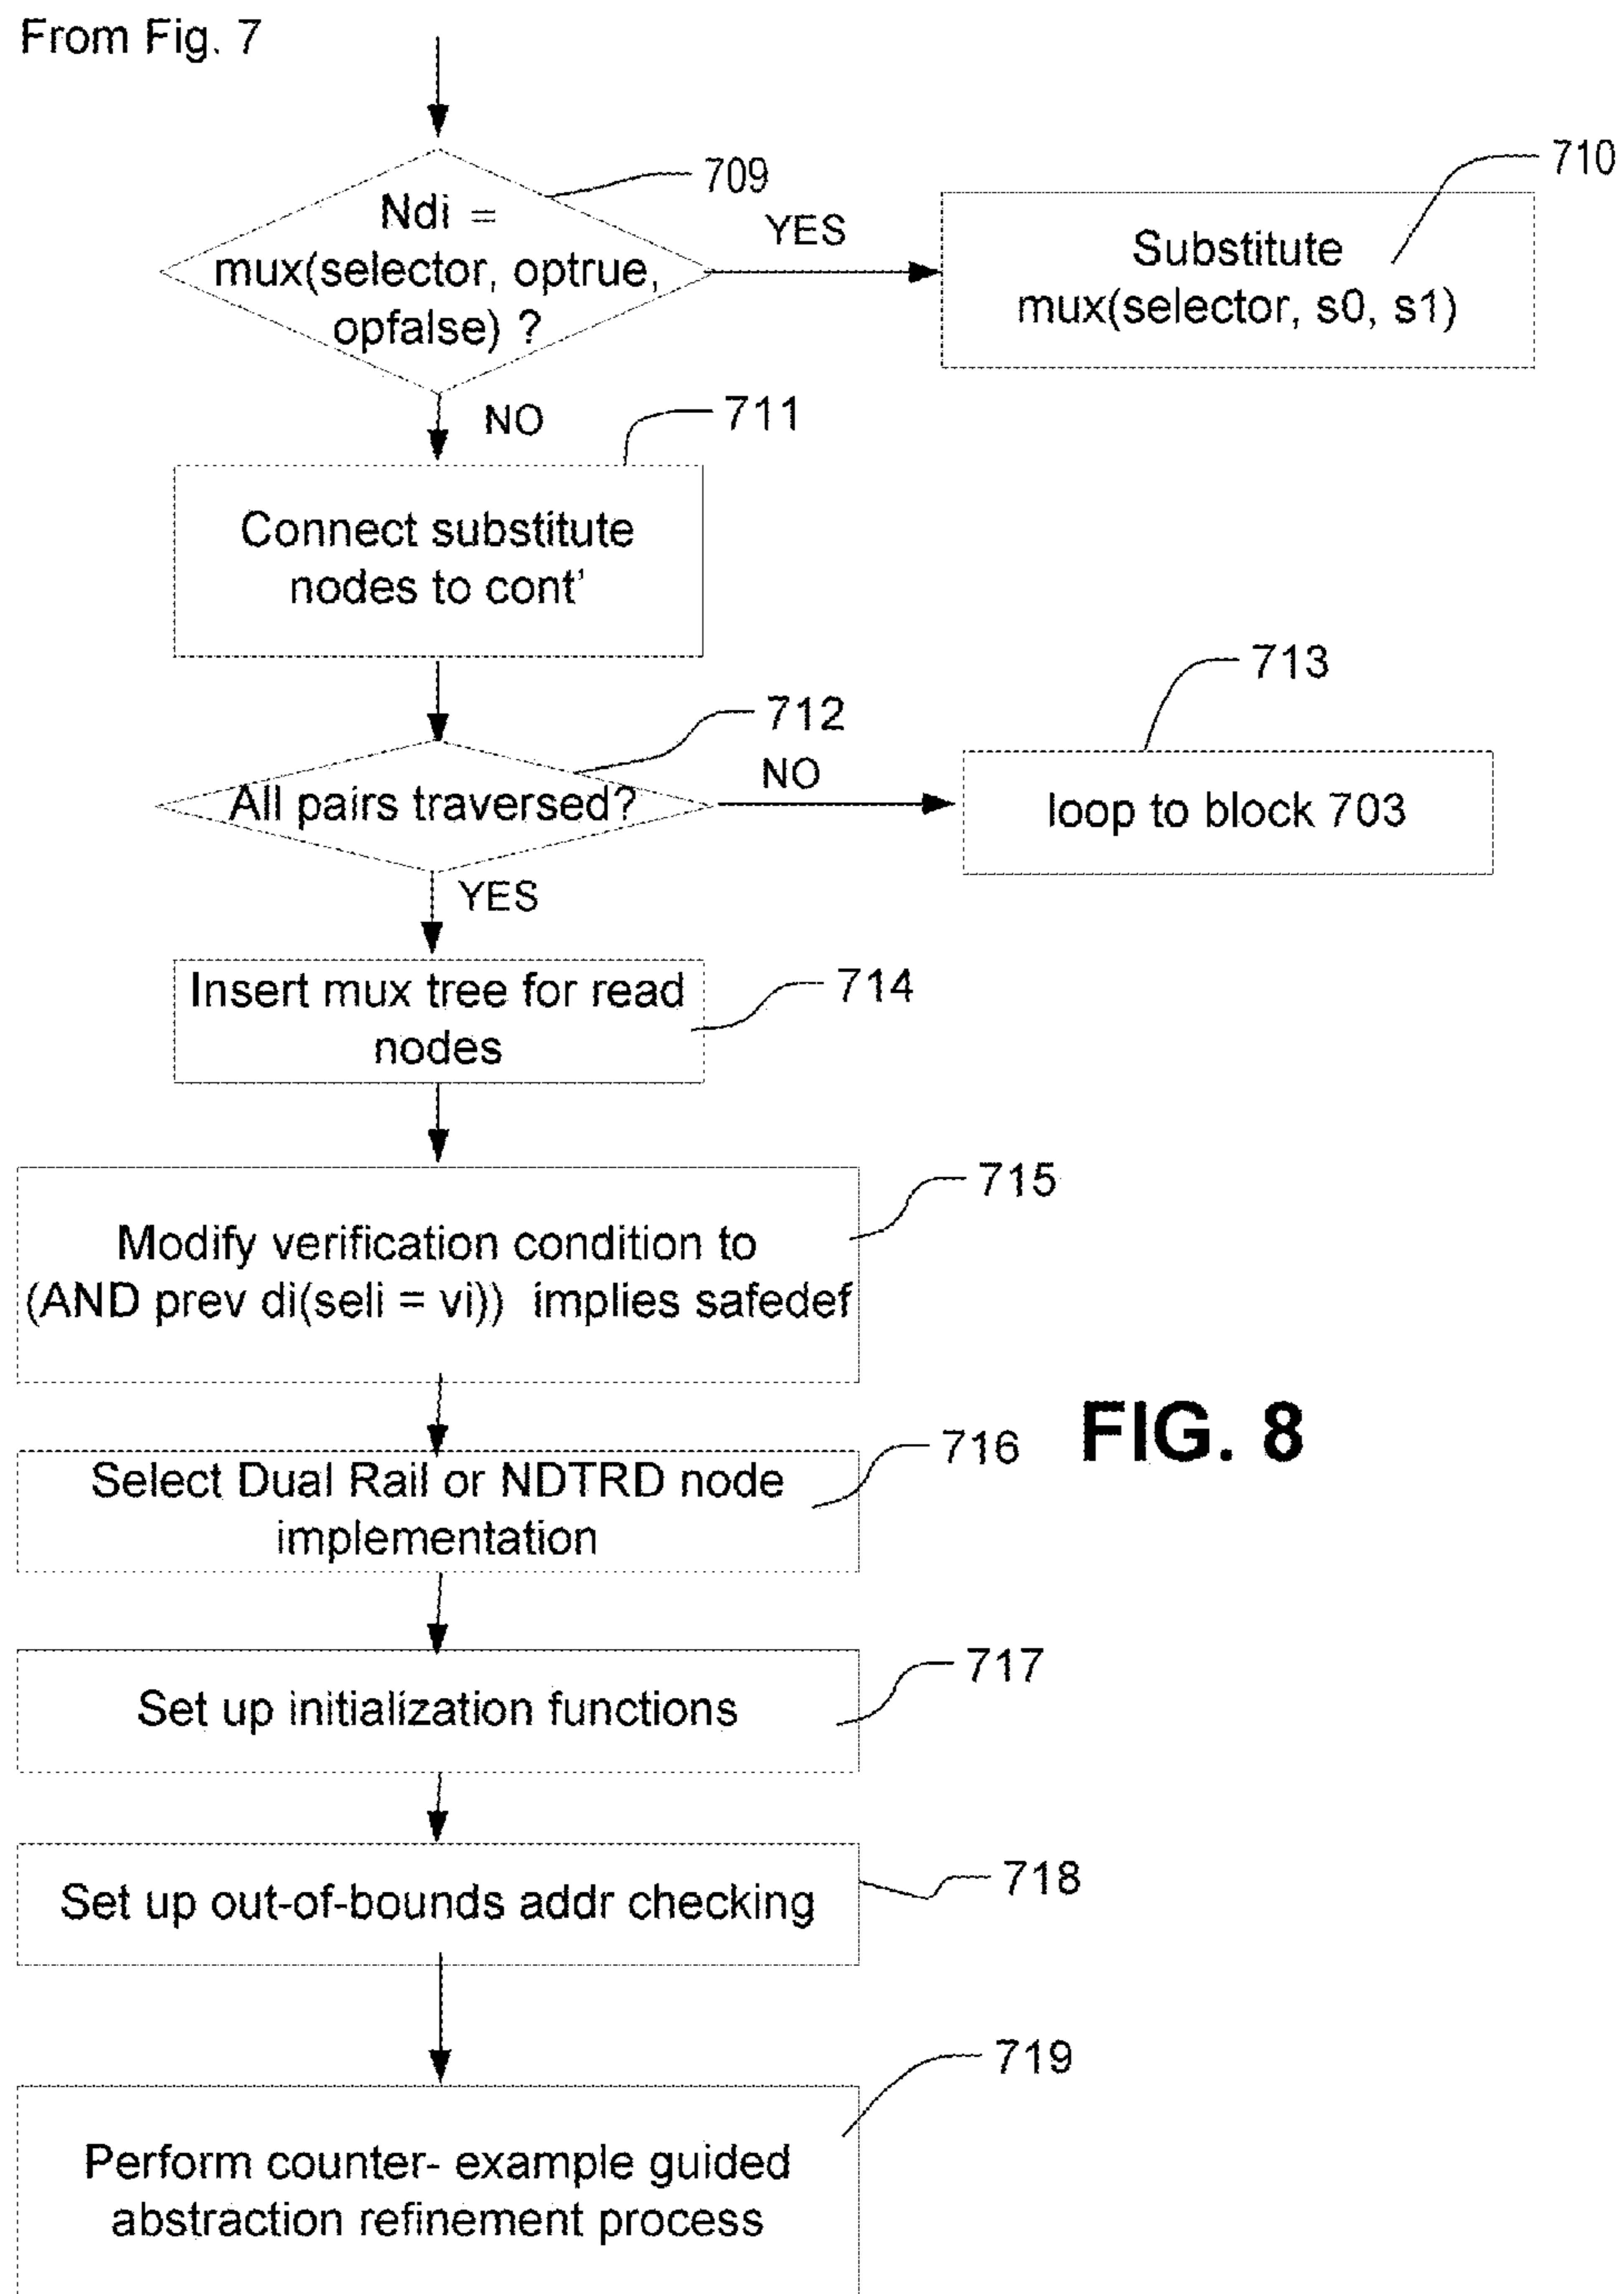 From Fig. 7
709
Ndi =
mux(selector, optrue,
opfalse) ?
YES
710
Substitute
mux(selector, s0, s1)
NO
711
Connect substitute
nodes to cont'
712
All pairs traversed?
NO
713
loop to block 703
YES
714
Insert mux tree for read
nodes
715
Modify verification condition to
(AND prev di(seli = vi)) implies safedef
716
Select Dual Rail or NDTRD node
implementation
FIG. 8
717
Set up initialization functions
718
Set up out-of-bounds addr checking
719
Perform counter- example guided
abstraction refinement process